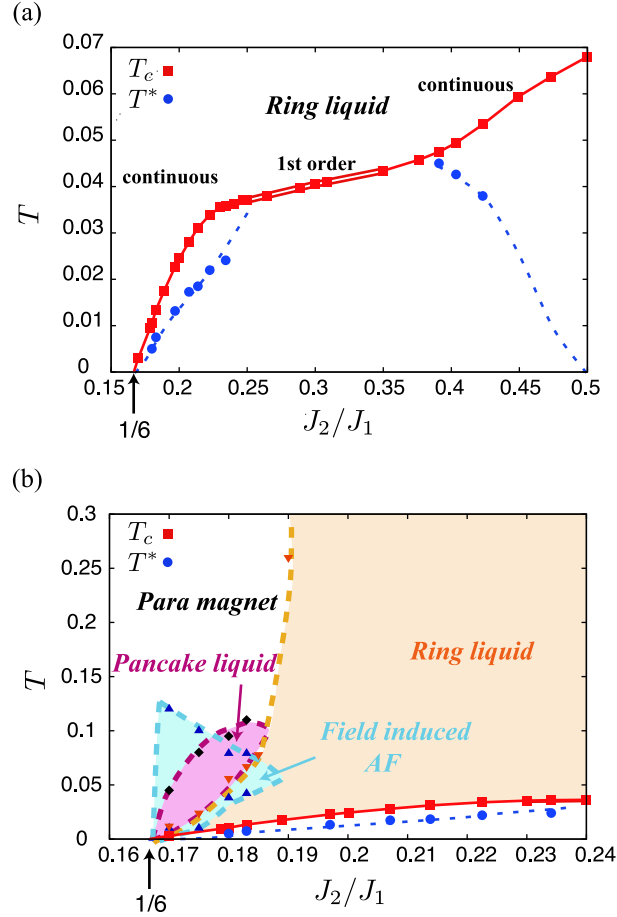 (a)
0.07
0.06
0.05
0.04
0.03
0.02
0.01
0
T
T_c
T*
continuous
Ring liquid
1st order
continuous
0.15 0.2 0.25 0.3 0.35 0.4 0.45 0.5
J_2/J_1
1/6
(b)
0.3
0.25
0.2
0.15
0.1
0.05
0
T
T_c
T*
Para magnet
Pancake liquid
Ring liquid
Field induced
AF
0.16 0.17 0.18 0.19 0.2 0.21 0.22 0.23 0.24
J_2/J_1
1/6